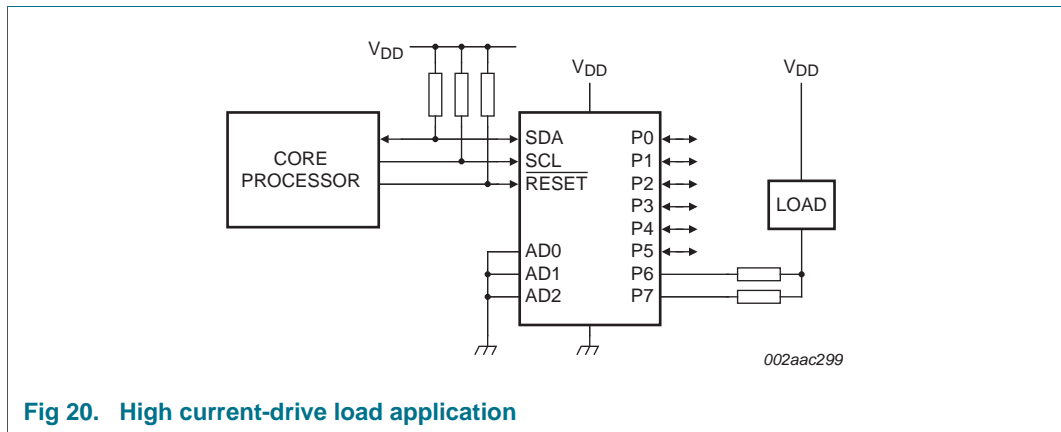 VDD
VDD
VDD
CORE
PROCESSOR
SDA
SCL
RESET
AD0
AD1
AD2
P0
P1
P2
P3
P4
P5
P6
P7
LOAD
002aac299
Fig 20. High current-drive load application